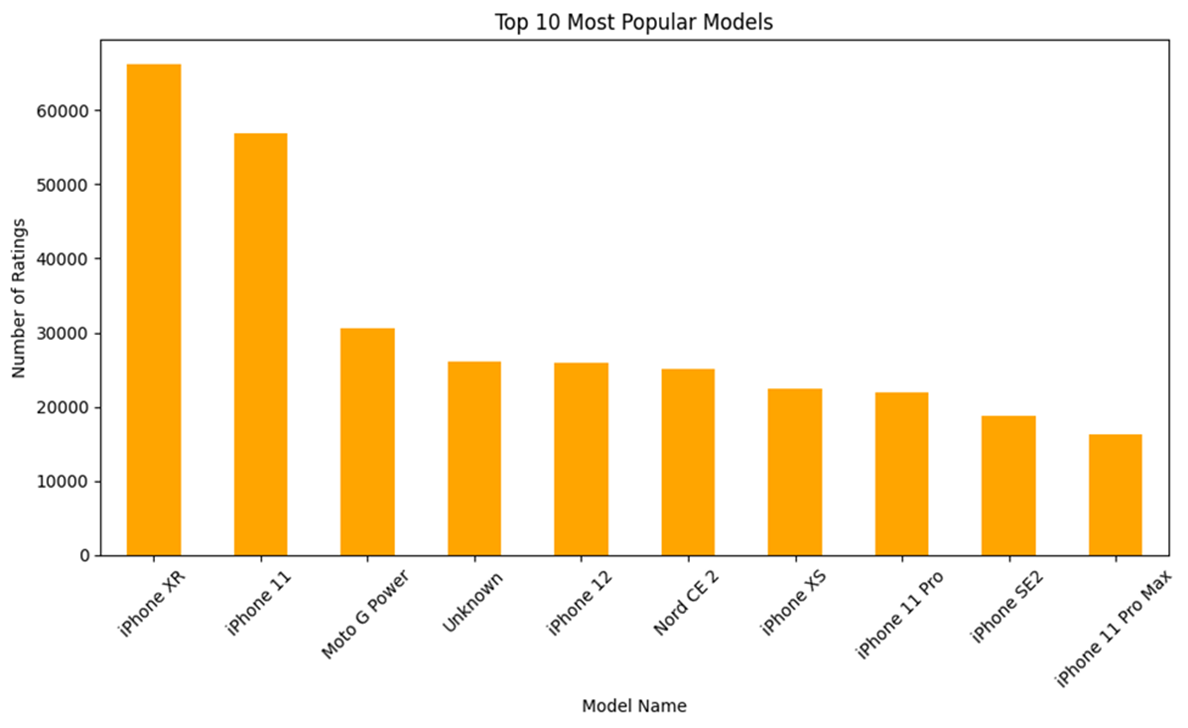 Top 10 Most Popular Models
Number of Ratings
60000
50000
40000
30000
20000
10000
0
iPhone XR
iPhone 11
Moto G Power
Unknown
iPhone 12
Nord CE 2
iPhone XS
iPhone 11 Pro
iPhone SE2
iPhone 11 Pro Max
Model Name